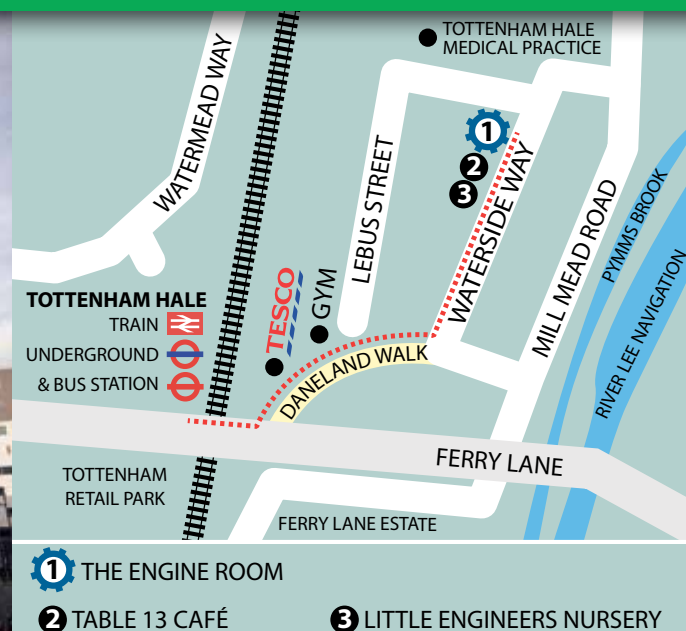 TOTTENHAM HALE
MEDICAL PRACTICE
WATERMEAD WAY
1
2
3
LEBUS STREET
WATERSIDE WAY
MILL MEAD ROAD
PYMMS BROOK
RIVER LEE NAVIGATION
TOTTENHAM HALE
TRAIN
UNDERGROUND
& BUS STATION
TESCO
GYM
DANELAND WALK
FERRY LANE
TOTTENHAM
RETAIL PARK
FERRY LANE ESTATE
1 THE ENGINE ROOM
2 TABLE 13 CAFÉ
3 LITTLE ENGINEERS NURSERY